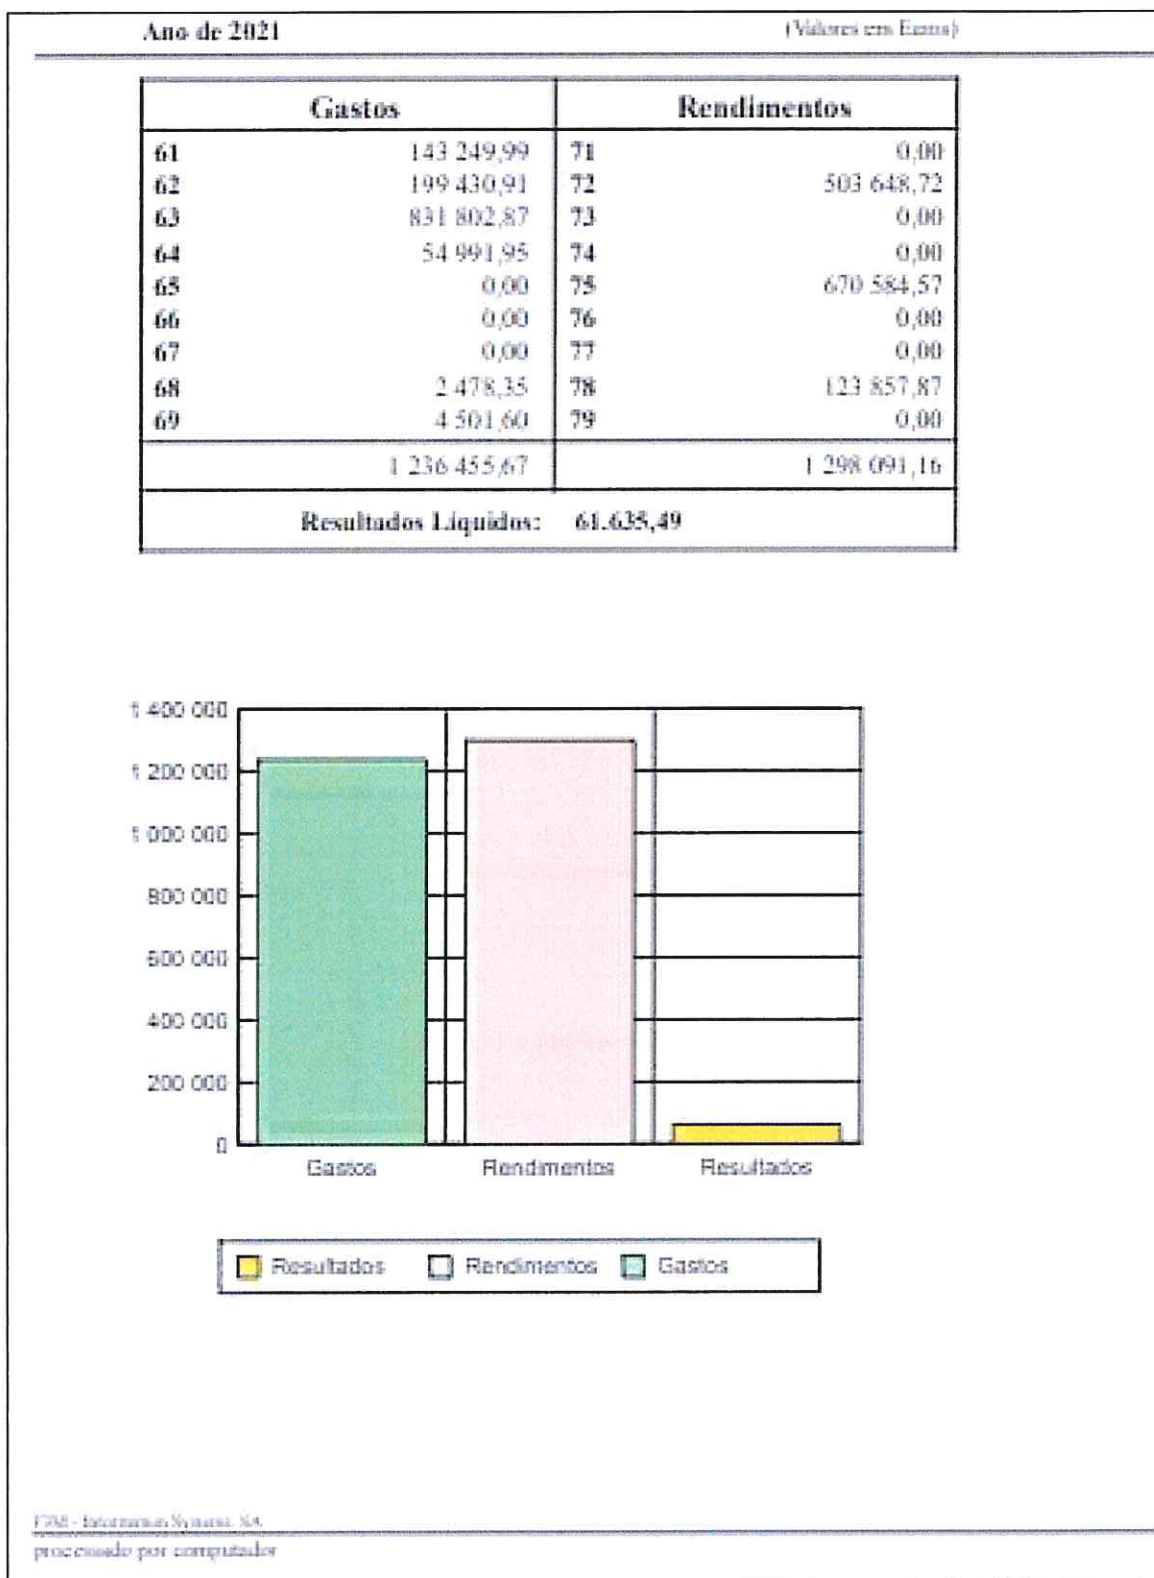 Ano de 2021 (Valores em Euros)
Gastos Rendimentos
61 143 249,99 71 0,00
62 199 430,91 72 503 648,72
63 831 802,87 73 0,00
64 54 991,95 74 0,00
65 0,00 75 670 584,57
66 0,00 76 0,00
67 0,00 77 0,00
68 2 478,35 78 123 857,87
69 4 501,60 79 0,00
1 236 455,67 1 298 091,16
Resultados Líquidos: 61.635,49
1 400 000
1 200 000
1 000 000
800 000
600 000
400 000
200 000
0
Gastos Rendimentos Resultados
Resultados Rendimentos Gastos
Information Systems, SA
processado por computador